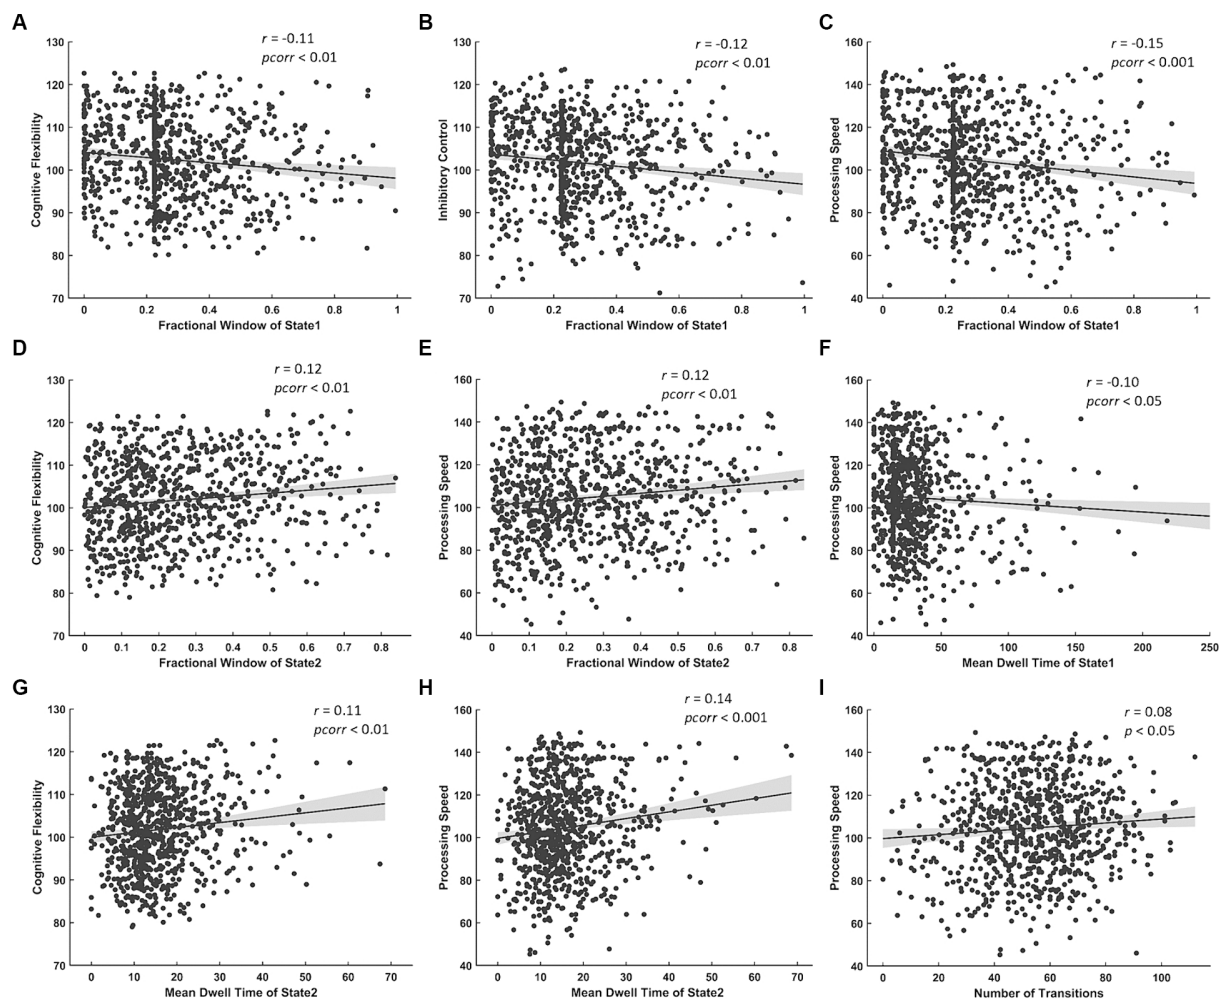 A
r = -0.11
pcorr < 0.01
130
120
110
100
90
80
70
Cognitive Flexibility
0 0.2 0.4 0.6 0.8 1
Fractional Window of State1
B
r = -0.12
pcorr < 0.01
130
120
110
100
90
80
70
Inhibitory Control
0 0.2 0.4 0.6 0.8 1
Fractional Window of State1
C
r = -0.15
pcorr < 0.001
160
140
120
100
80
60
40
Processing Speed
0 0.2 0.4 0.6 0.8 1
Fractional Window of State1
D
r = 0.12
pcorr < 0.01
130
120
110
100
90
80
70
Cognitive Flexibility
0 0.1 0.2 0.3 0.4 0.5 0.6 0.7 0.8
Fractional Window of State2
E
r = 0.12
pcorr < 0.01
160
140
120
100
80
60
40
Processing Speed
0 0.1 0.2 0.3 0.4 0.5 0.6 0.7 0.8
Fractional Window of State2
F
r = -0.10
pcorr < 0.05
160
140
120
100
80
60
40
Processing Speed
0 50 100 150 200 250
Mean Dwell Time of State1
G
r = 0.11
pcorr < 0.01
130
120
110
100
90
80
70
Cognitive Flexibility
0 10 20 30 40 50 60 70
Mean Dwell Time of State2
H
r = 0.14
pcorr < 0.001
160
140
120
100
80
60
40
Processing Speed
0 10 20 30 40 50 60 70
Mean Dwell Time of State2
I
r = 0.08
p < 0.05
160
140
120
100
80
60
40
Processing Speed
0 20 40 60 80 100
Number of Transitions